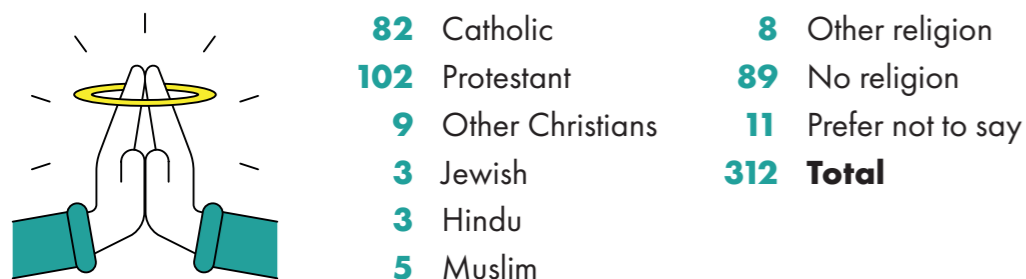 82 Catholic
102 Protestant
9 Other Christians
3 Jewish
3 Hindu
5 Muslim
8 Other religion
89 No religion
11 Prefer not to say
312 Total